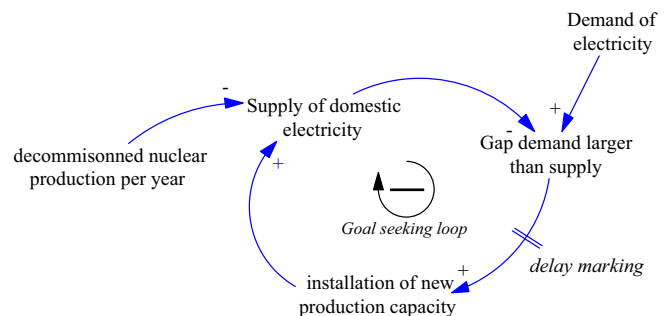 Demand of
electricity
-
Supply of domestic
electricity
+
-
Gap demand larger
than supply
decommisonned nuclear
production per year
+
Goal seeking loop
delay marking
+
installation of new
production capacity